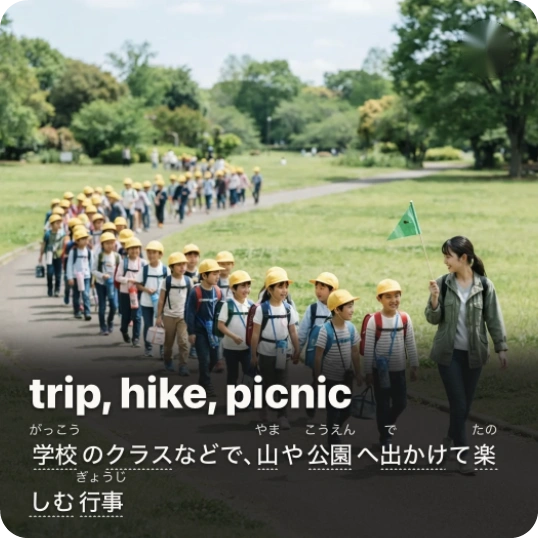 trip, hike, picnic
がっこう やま こうえん で たの
学校のクラスなどで、山や公園へ出かけて楽
ぎょうじ
しむ行事